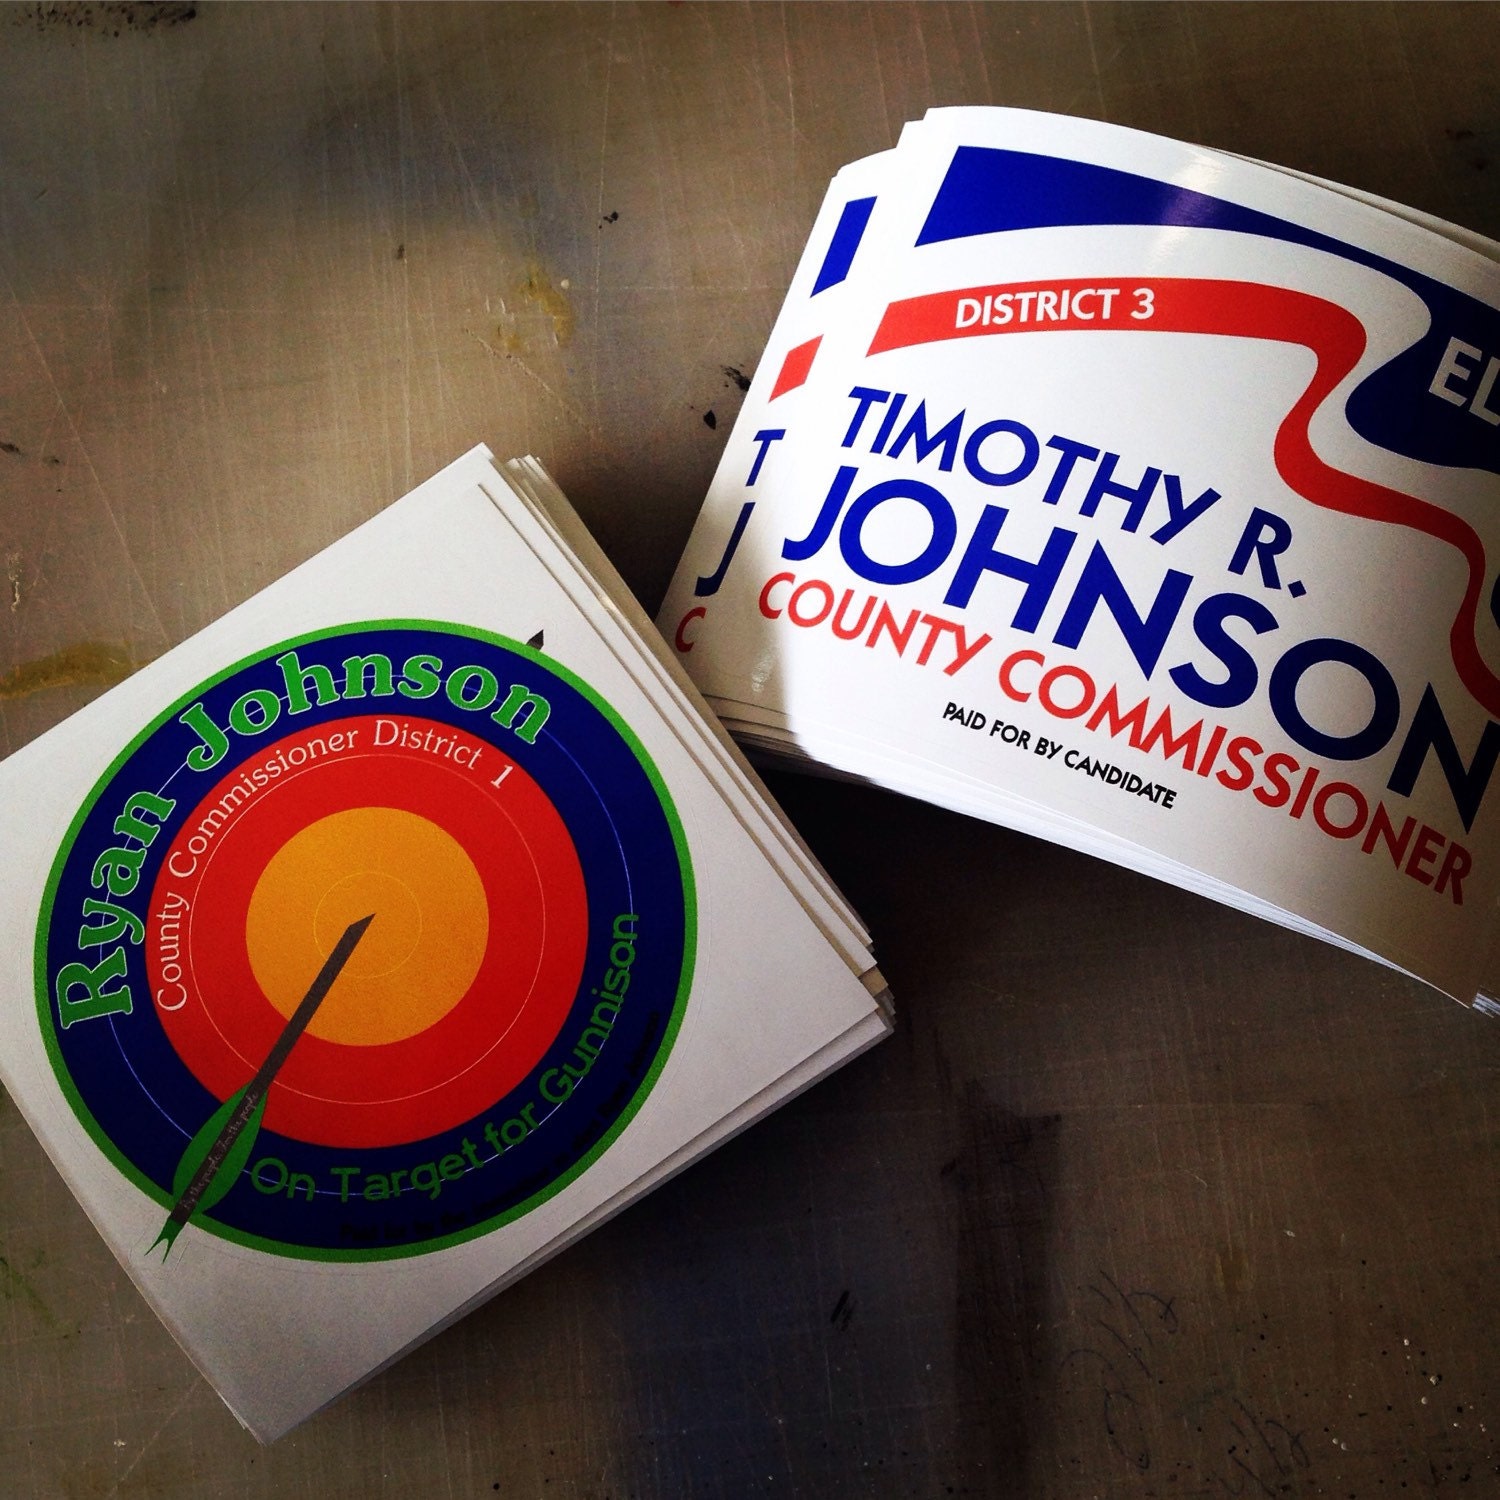 Ryan Johnson
County Commissioner District 1
On Target for Gunnison
DISTRICT 3
TIMOTHY R.
JOHNSON
COUNTY COMMISSIONER
PAID FOR BY CANDIDATE